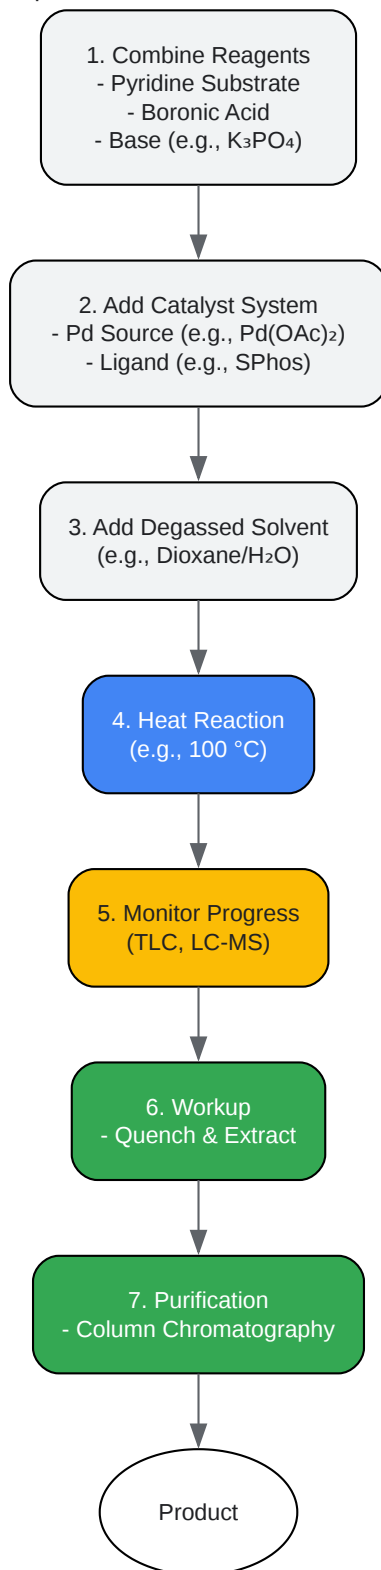 1. Combine Reagents
- Pyridine Substrate
- Boronic Acid
- Base (e.g., K₃PO₄)
2. Add Catalyst System
- Pd Source (e.g., Pd(OAc)₂)
- Ligand (e.g., SPhos)
3. Add Degassed Solvent
(e.g., Dioxane/H₂O)
4. Heat Reaction
(e.g., 100 °C)
5. Monitor Progress
(TLC, LC-MS)
6. Workup
- Quench & Extract
7. Purification
- Column Chromatography
Product